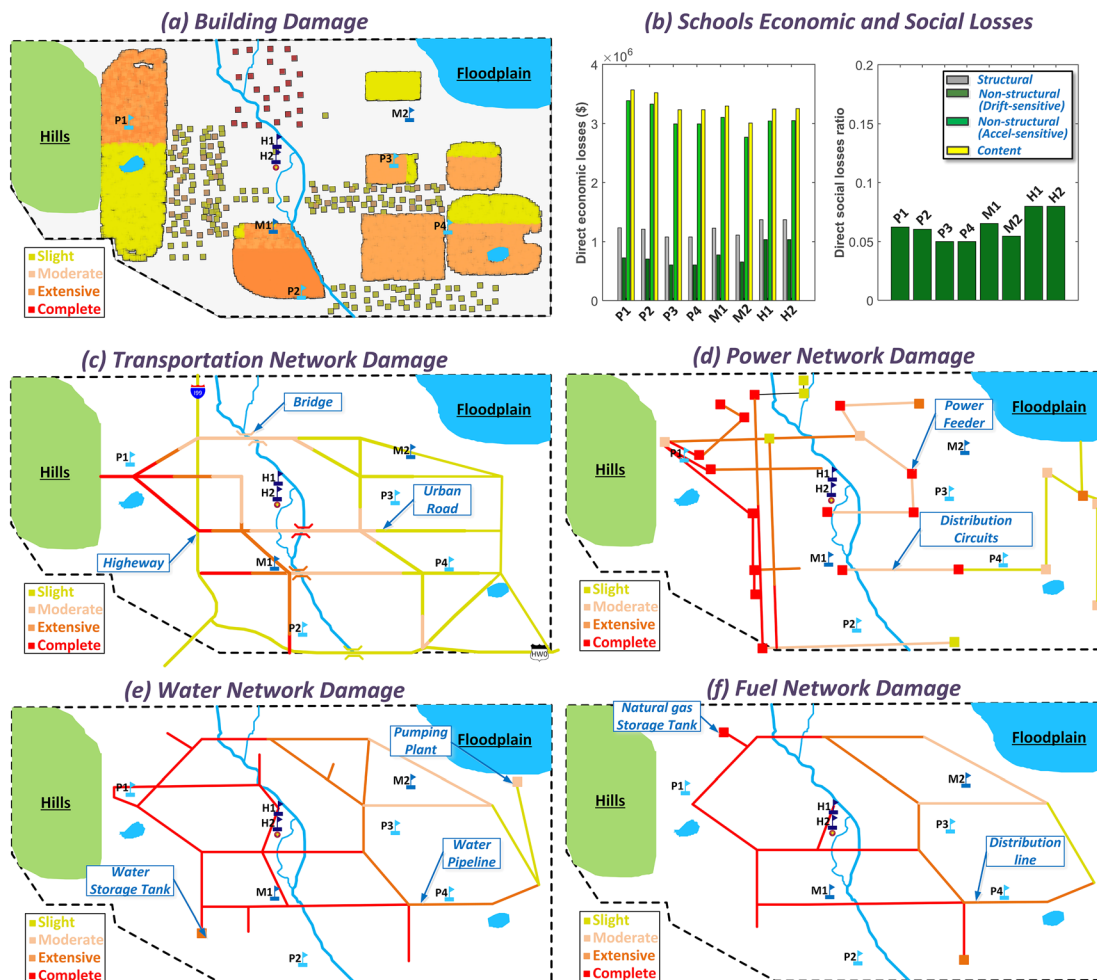 (a) Building Damage
Hills
Floodplain
P1
M2
H1
H2
P3
M1
P4
P2
Slight
Moderate
Extensive
Complete
(b) Schools Economic and Social Losses
×10⁶
Direct economic losses ($)
4
3
2
1
0
P1 P2 P3 P4 M1 M2 H1 H2
Direct social losses ratio
0.2
0.15
0.1
0.05
0
Structural
Non-structural
(Drift-sensitive)
Non-structural
(Accel-sensitive)
Content
P1 P2 P3 P4 M1 M2 H1 H2
(c) Transportation Network Damage
Bridge
Floodplain
P1
M2
Hills
H1
H2
P3
Urban
Road
Higheway
M1
P4
P2
HW0
Slight
Moderate
Extensive
Complete
(d) Power Network Damage
Floodplain
Power
Feeder
P1
M2
Hills
H1
H2
P3
Distribution
Circuits
M1
P4
P2
Slight
Moderate
Extensive
Complete
(e) Water Network Damage
Pumping
Plant
Floodplain
P1
M2
Hills
H1
H2
P3
Water
Pipeline
Water
Storage Tank
M1
P4
P2
Slight
Moderate
Extensive
Complete
(f) Fuel Network Damage
Natural gas
Storage Tank
Floodplain
P1
M2
Hills
H1
H2
P3
Distribution
line
M1
P4
P2
Slight
Moderate
Extensive
Complete